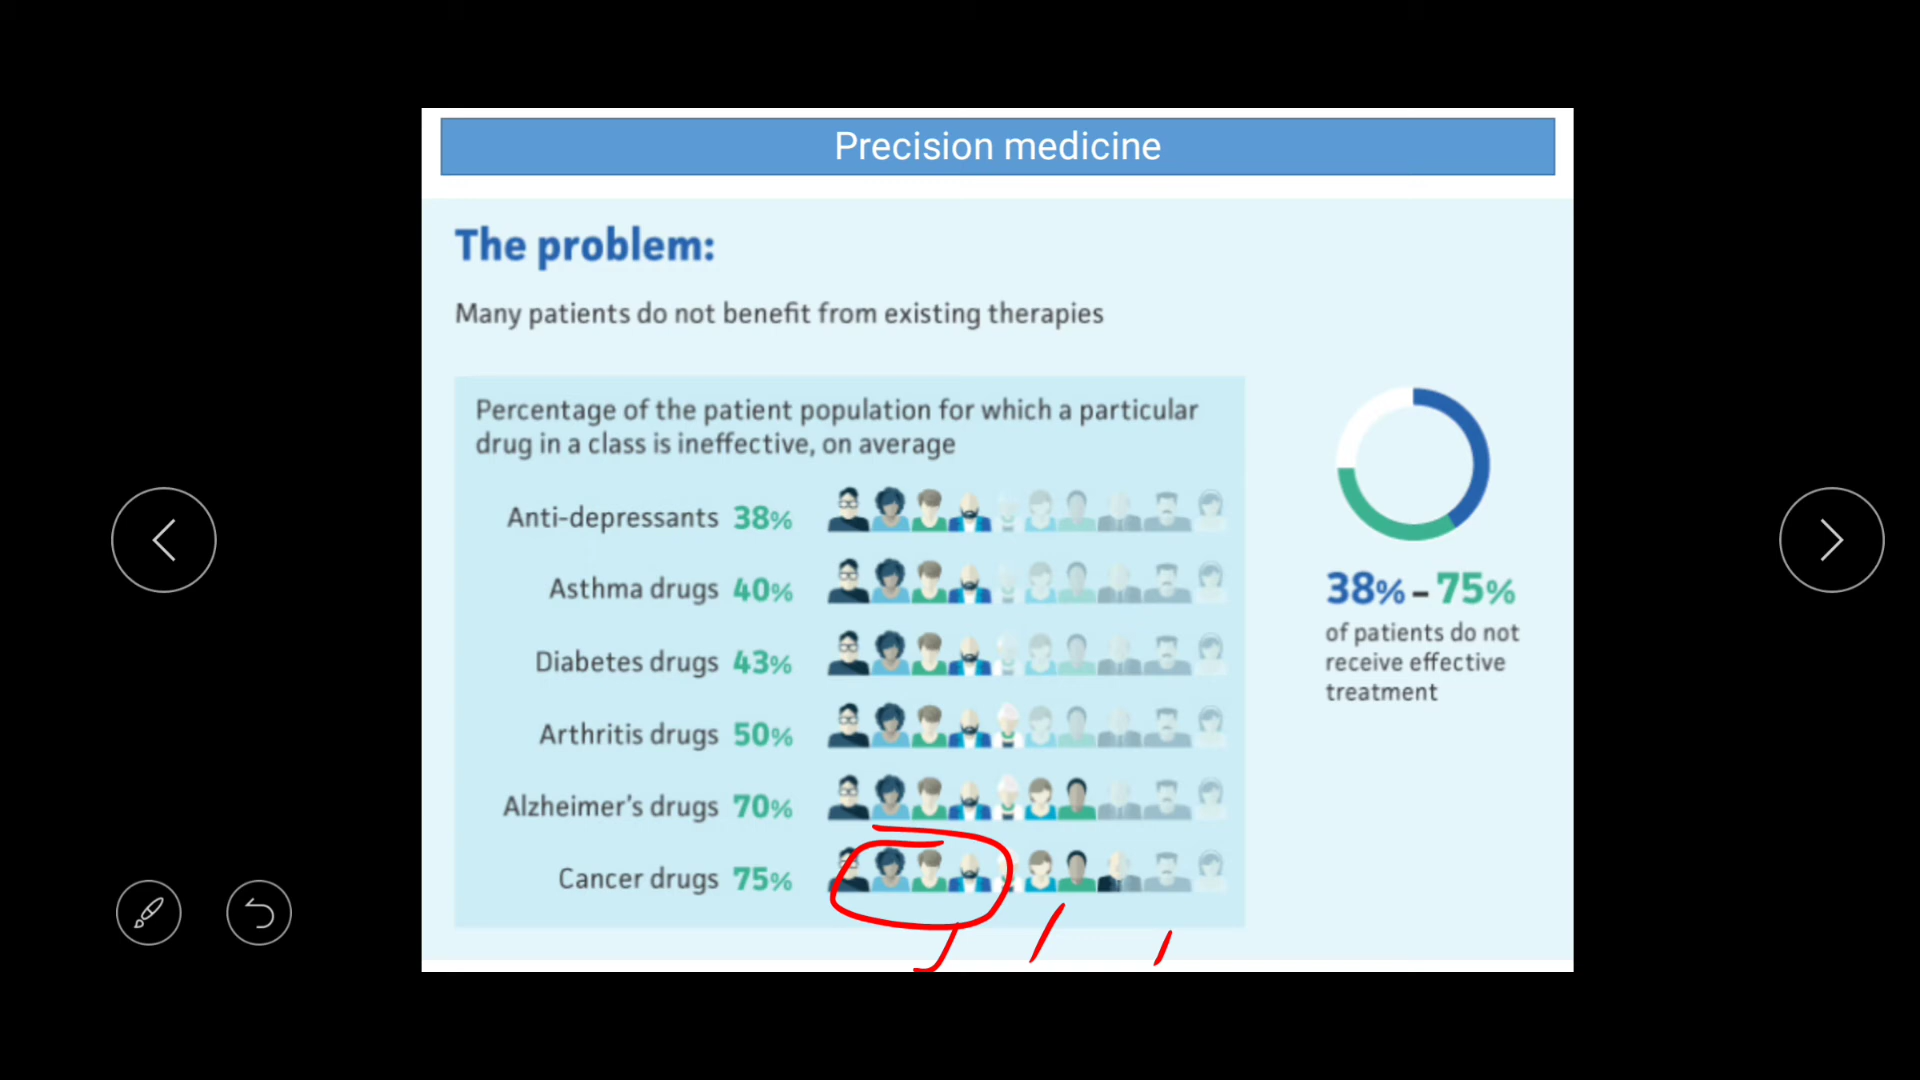 Precision medicine
The problem:
Many patients do not benefit from existing therapies
Percentage of the patient population for which a particular
drug in a class is ineffective, on average
Anti-depressants 38%
Asthma drugs 40%
Diabetes drugs 43%
Arthritis drugs 50%
Alzheimer's drugs 70%
Cancer drugs 75%
38% – 75%
of patients do not
receive effective
treatment